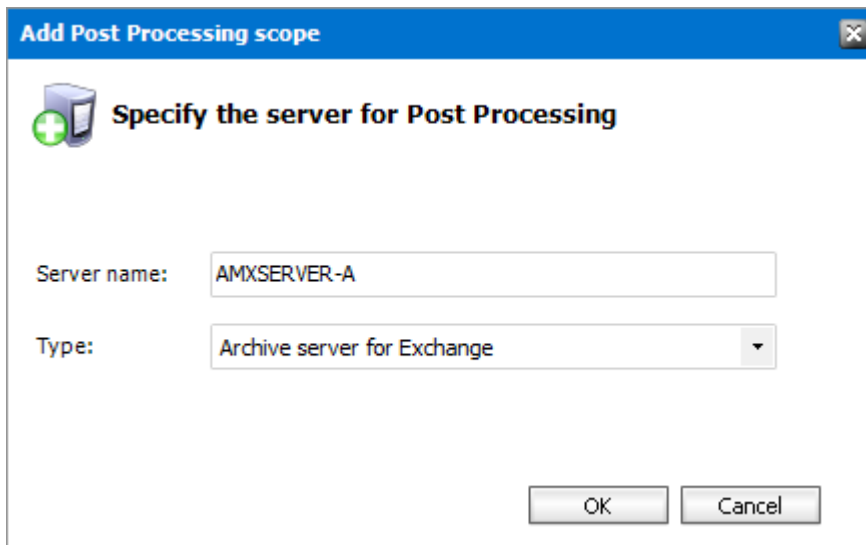 Add Post Processing scope
Specify the server for Post Processing
Server name: AMXSERVER-A
Type: Archive server for Exchange
OK Cancel